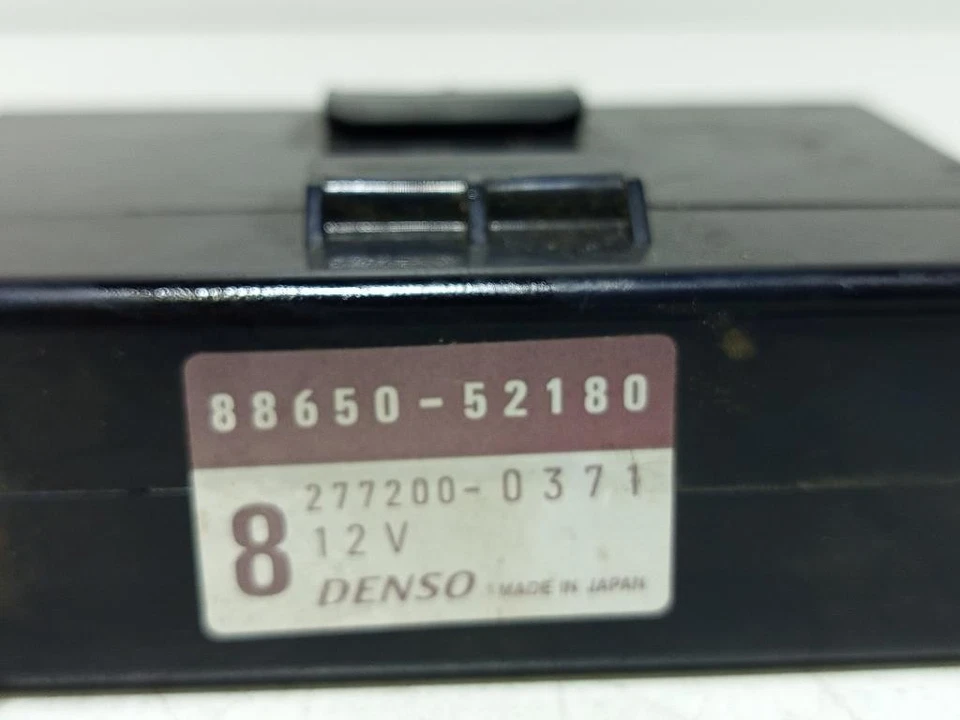 88650-52180
277200-0371
8
12V
DENSO MADE IN JAPAN